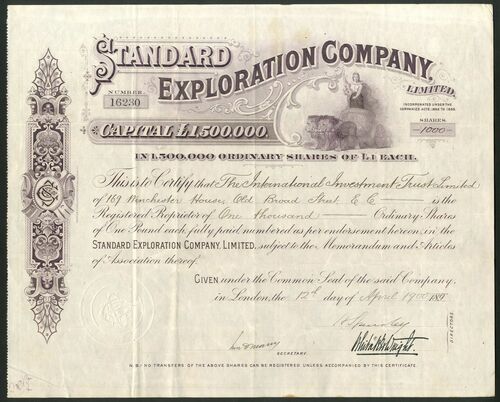 STANDARD
EXPLORATION COMPANY,
LIMITED.
NUMBER.
16230
INCORPORATED UNDER THE
COMPANIES ACTS, 1862 TO 1898.
SHARES.
1000
CAPITAL £1,500,000,
IN 1,500,000 ORDINARY SHARES OF £1 EACH.
This is to Certify that The International Investment Trust Limited
of 169 Winchester House, Old Broad Street, E.C. is the
Registered Proprietor of One thousand Ordinary Shares
of One Pound each, fully paid, numbered as per endorsement hereon, in the
STANDARD EXPLORATION COMPANY, LIMITED, subject to the Memorandum and Articles
of Association thereof.
GIVEN under the Common Seal of the said Company,
in London, the 12th day of April 1900 189
DIRECTORS.
SECRETARY.
N.B. NO TRANSFERS OF THE ABOVE SHARES CAN BE REGISTERED UNLESS ACCOMPANIED BY THIS CERTIFICATE.